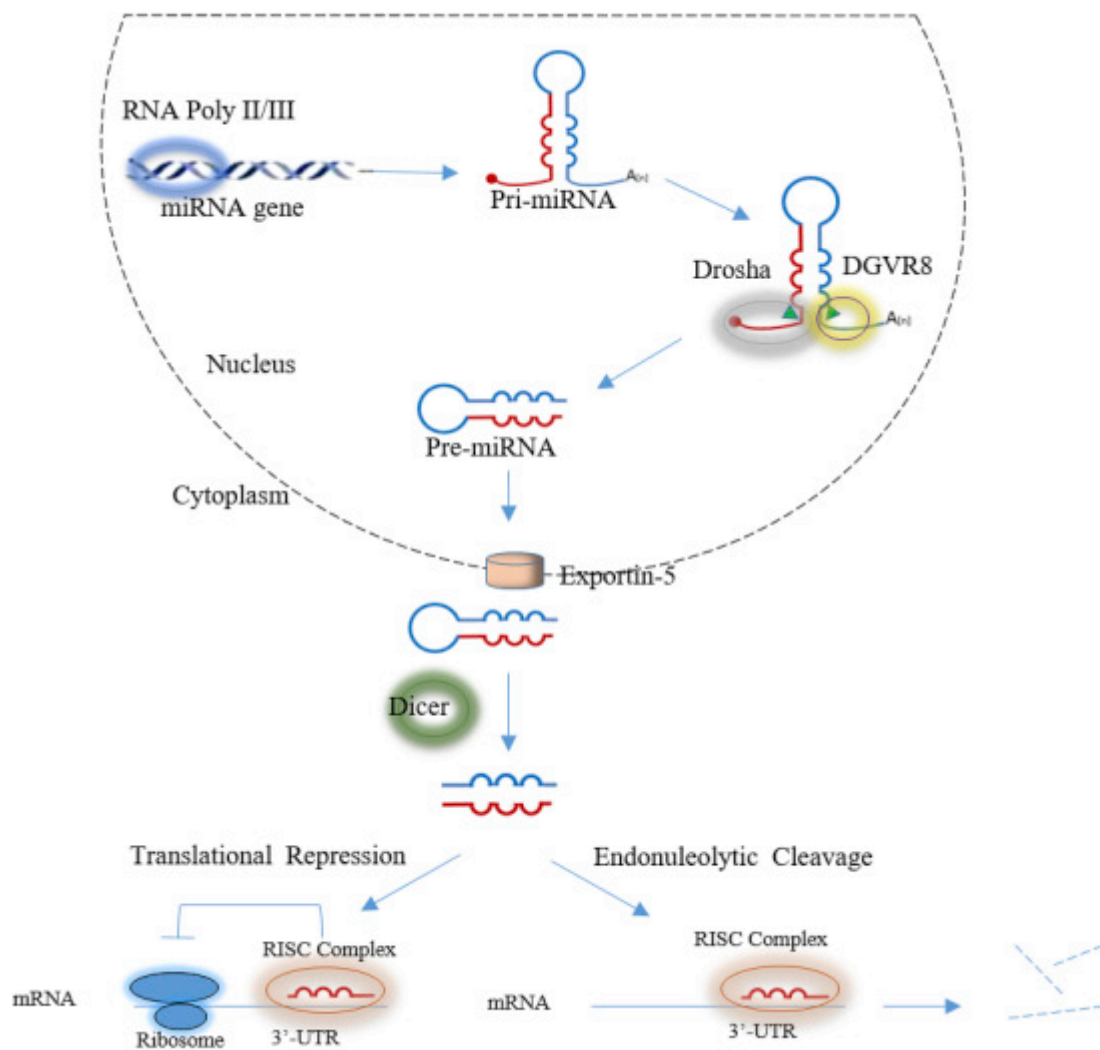 RNA Poly II/III
miRNA gene
A[n]
Pri-miRNA
Drosha
DGVR8
A[n]
Nucleus
Pre-miRNA
Cytoplasm
Exportin-5
Dicer
Translational Repression
Endonuleolytic Cleavage
RISC Complex
mRNA
Ribosome
3’-UTR
RISC Complex
mRNA
3’-UTR